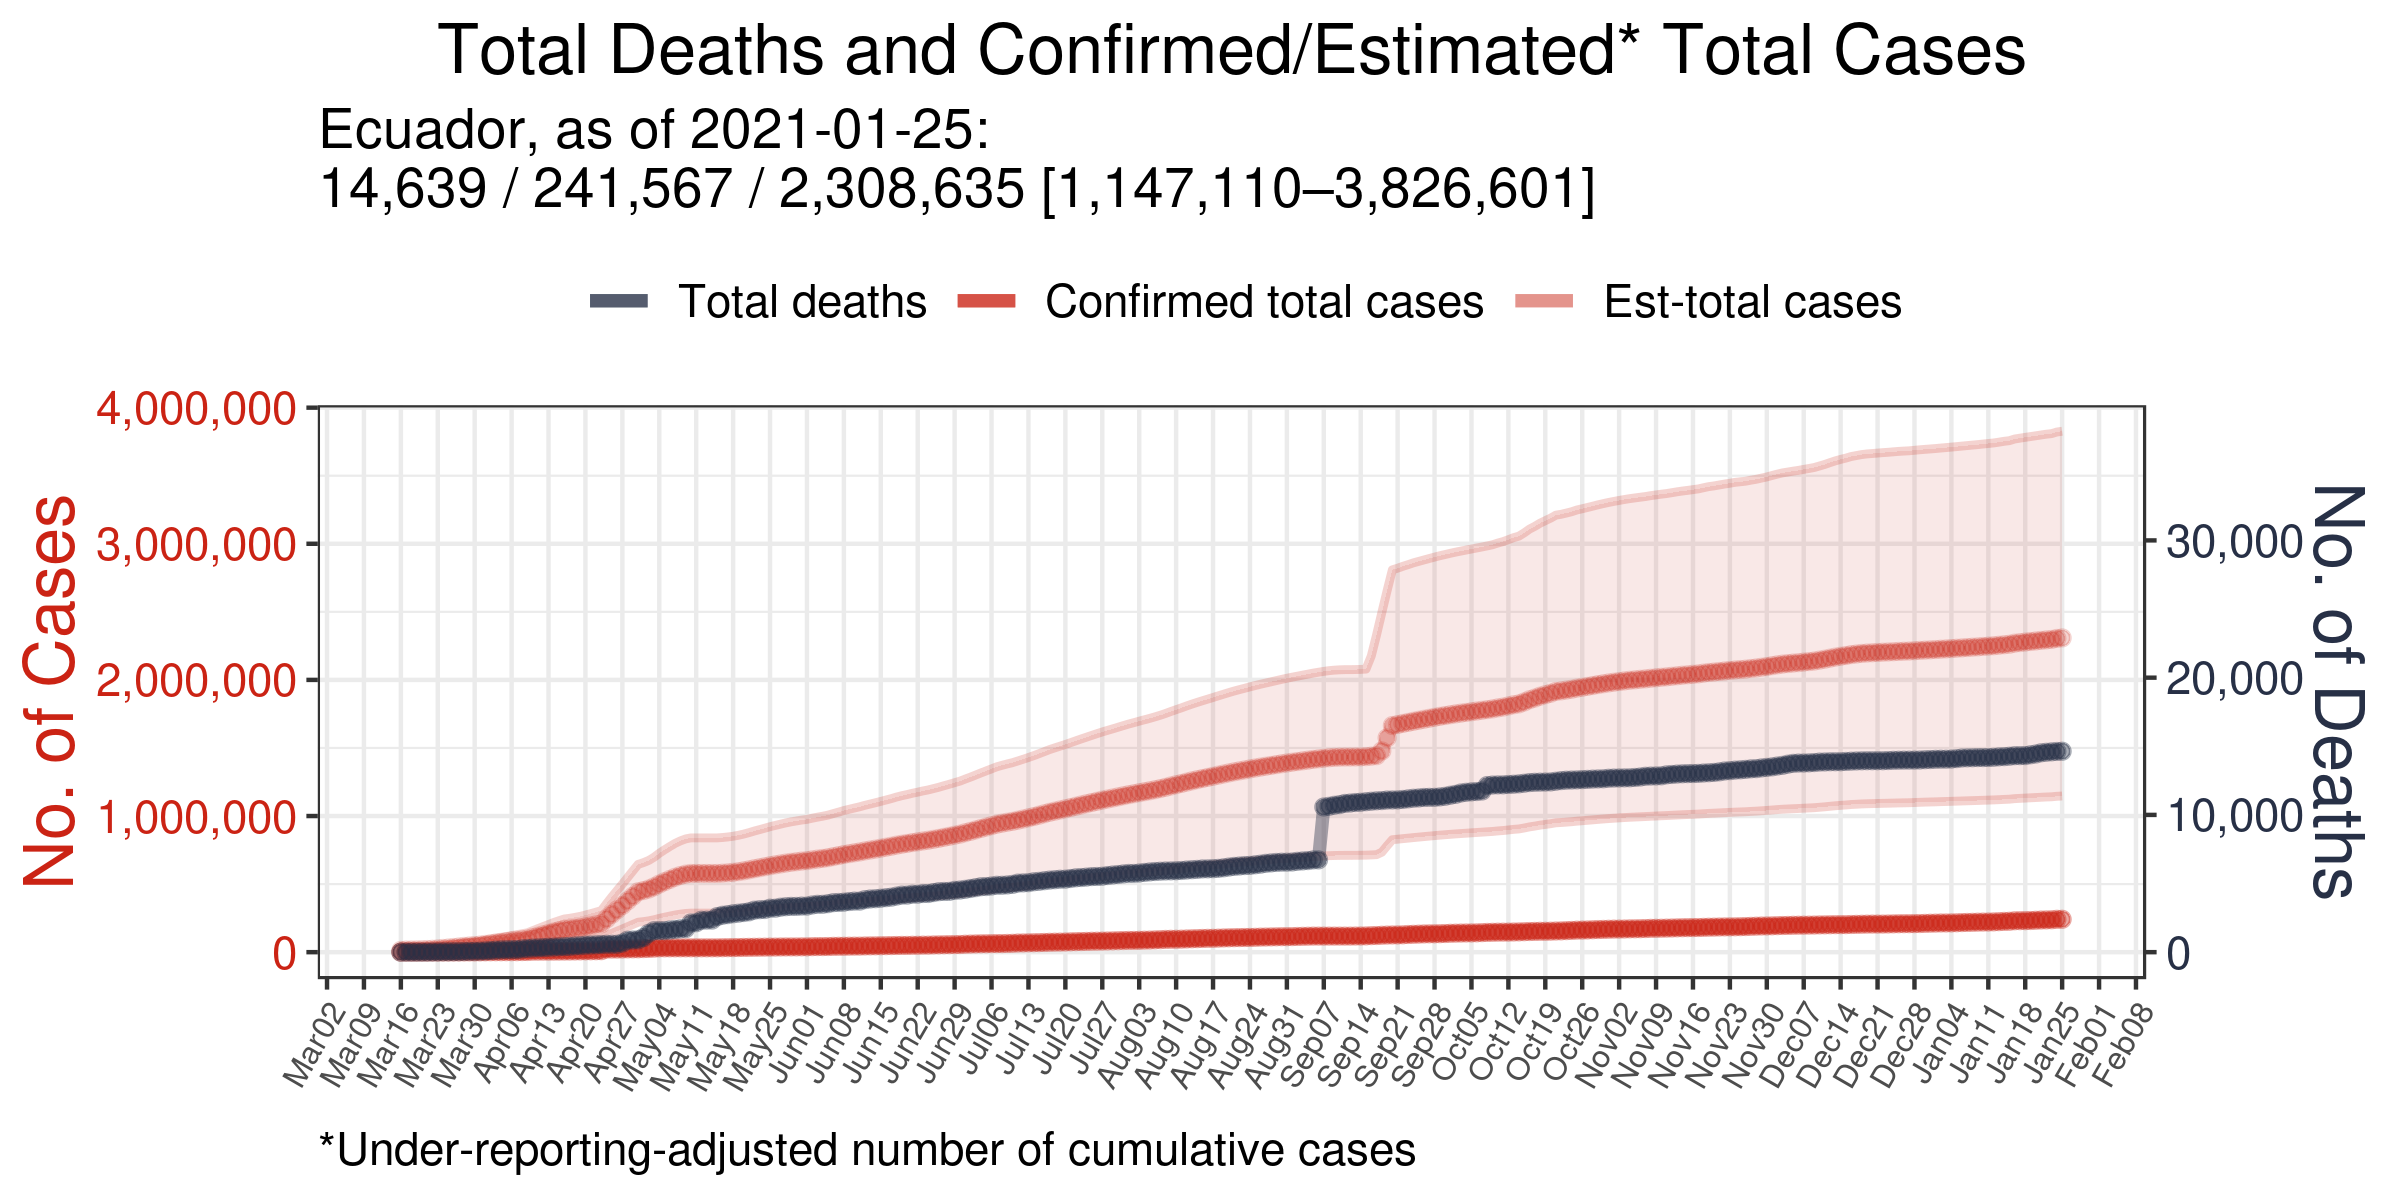 Total Deaths and Confirmed/Estimated* Total Cases
Ecuador, as of 2021-01-25:
14,639 / 241,567 / 2,308,635 [1,147,110–3,826,601]
Total deaths
Confirmed total cases
Est-total cases
No. of Cases
4,000,000
3,000,000
2,000,000
1,000,000
0
30,000
20,000
10,000
0
No. of Deaths
Mar02
Mar09
Mar16
Mar23
Mar30
Apr06
Apr13
Apr20
Apr27
May04
May11
May18
May25
Jun01
Jun08
Jun15
Jun22
Jun29
Jul06
Jul13
Jul20
Jul27
Aug03
Aug10
Aug17
Aug24
Aug31
Sep07
Sep14
Sep21
Sep28
Oct05
Oct12
Oct19
Oct26
Nov02
Nov09
Nov16
Nov23
Nov30
Dec07
Dec14
Dec21
Dec28
Jan04
Jan11
Jan18
Jan25
Feb01
Feb08
*Under-reporting-adjusted number of cumulative cases